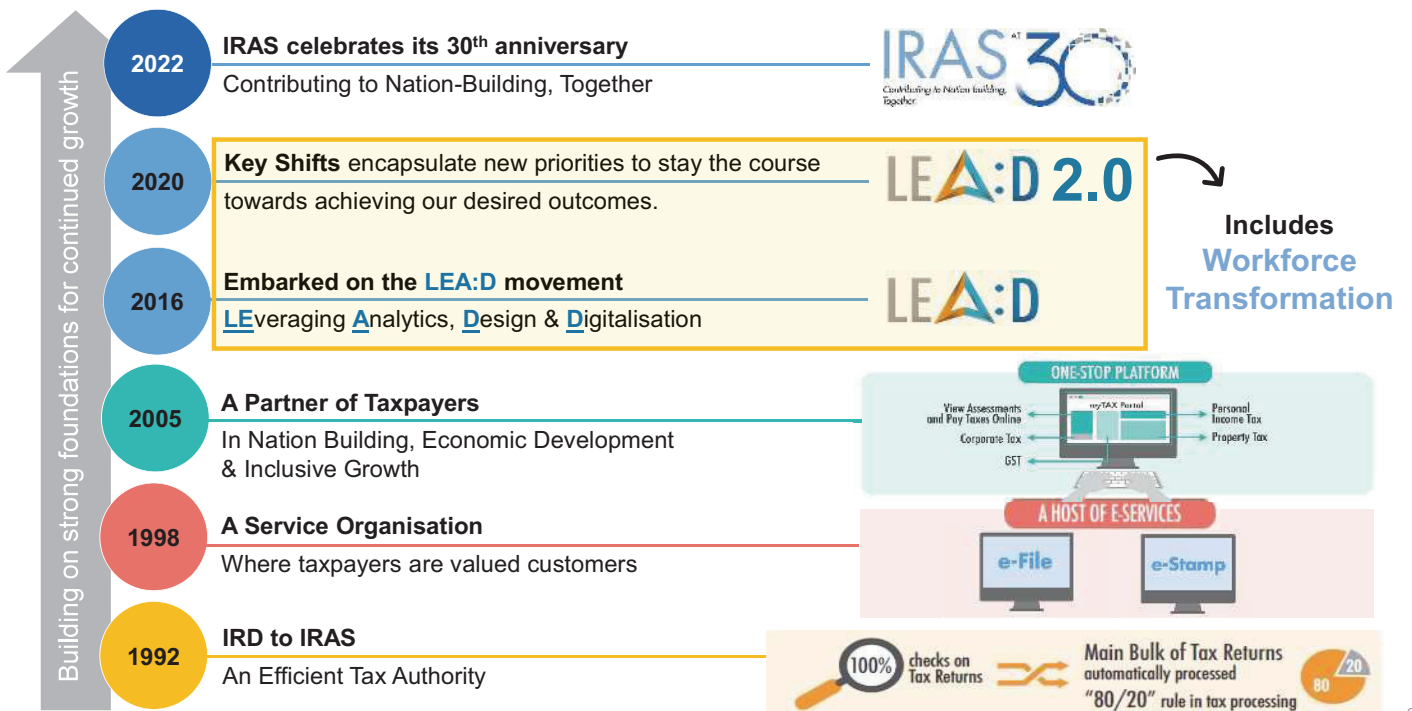 Building on strong foundations for continued growth
2022
IRAS celebrates its 30th anniversary
Contributing to Nation-Building, Together
IRAS AT 30
Contributing to Nation building,
Together
2020
Key Shifts encapsulate new priorities to stay the course
towards achieving our desired outcomes.
LEA:D 2.0
Includes
Workforce
Transformation
2016
Embarked on the LEA:D movement
LEveraging Analytics, Design & Digitalisation
LEA:D
2005
A Partner of Taxpayers
In Nation Building, Economic Development
& Inclusive Growth
ONE-STOP PLATFORM
myTAX Portal
View Assessments
and Pay Taxes Online
Corporate Tax
GST
Personal
Income Tax
Property Tax
1998
A Service Organisation
Where taxpayers are valued customers
A HOST OF E-SERVICES
e-File
e-Stamp
1992
IRD to IRAS
An Efficient Tax Authority
100%
checks on
Tax Returns
Main Bulk of Tax Returns
automatically processed
"80/20" rule in tax processing
80
20